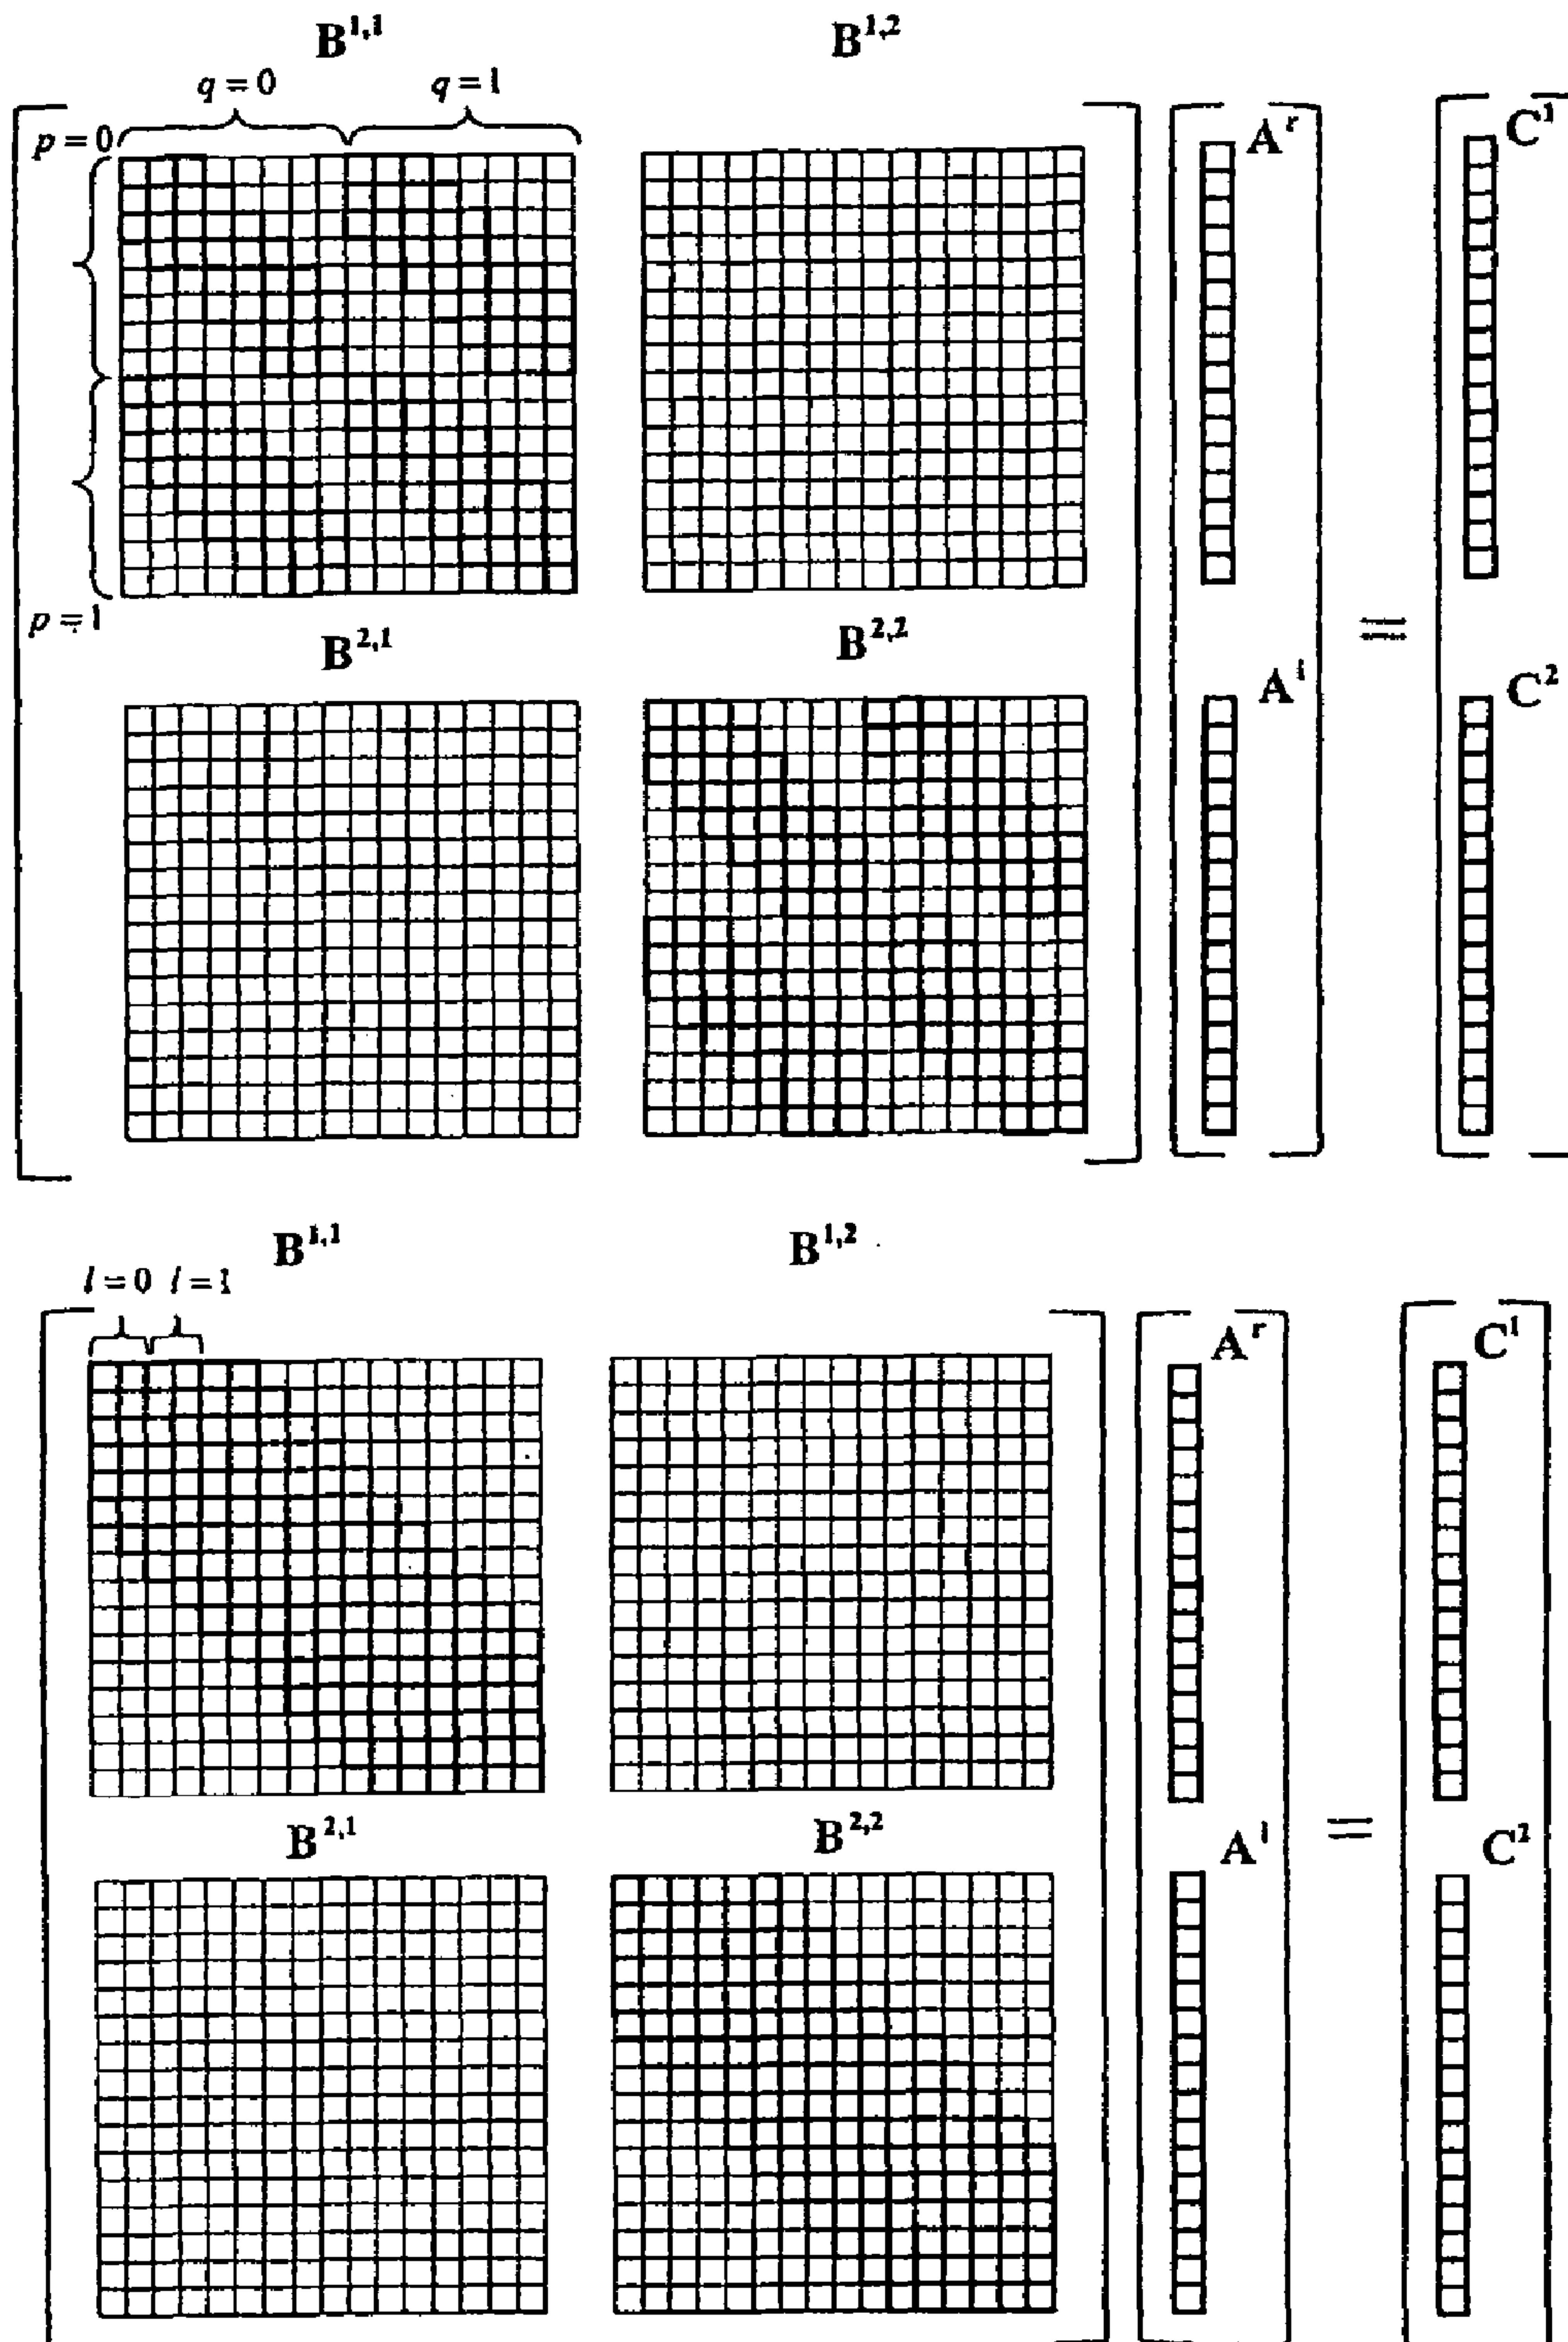 B^{1,1} B^{1,2}
q = 0 q = 1
p = 0 A^r C^1
p = 1
B^{2,1} B^{2,2} =
A^i C^2
B^{1,1} B^{1,2}
l = 0 l = 1
A^r C^1
B^{2,1} B^{2,2} =
A^i C^2